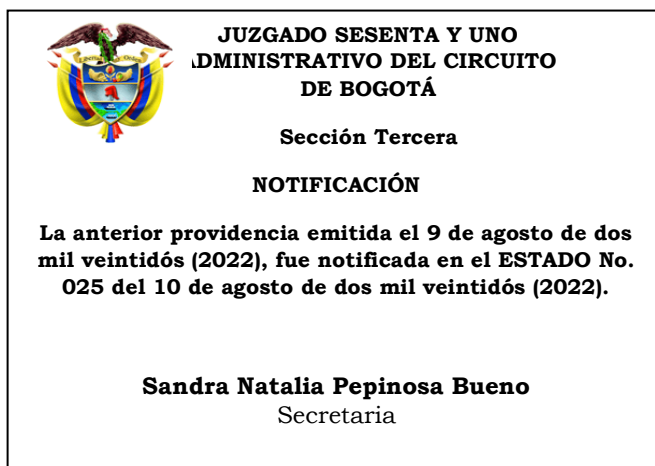 JUZGADO SESENTA Y UNO
ADMINISTRATIVO DEL CIRCUITO
DE BOGOTÁ
Sección Tercera
NOTIFICACIÓN
La anterior providencia emitida el 9 de agosto de dos
mil veintidós (2022), fue notificada en el ESTADO No.
025 del 10 de agosto de dos mil veintidós (2022).
Sandra Natalia Pepinosa Bueno
Secretaria